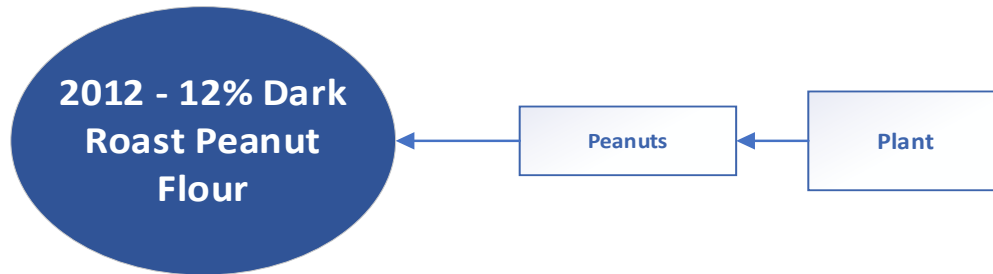 2012 - 12% Dark
Roast Peanut
Flour
Peanuts
Plant